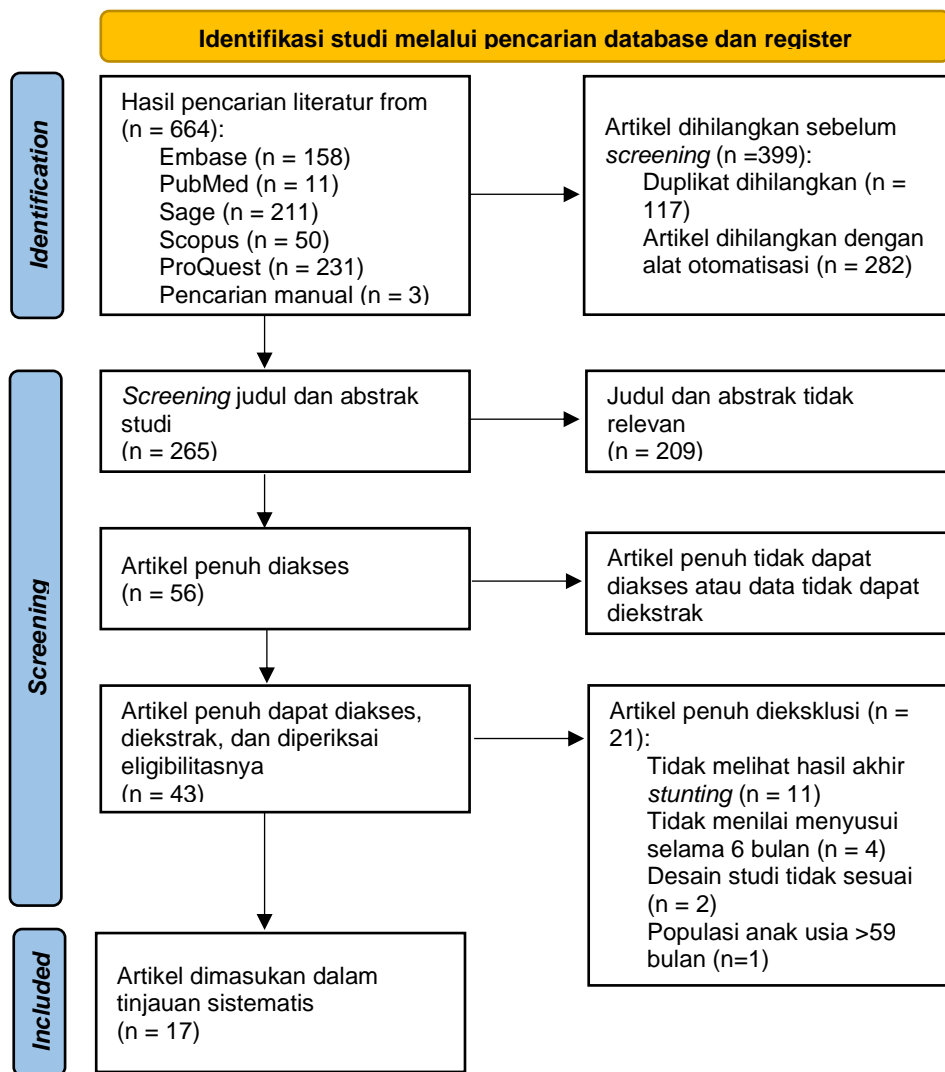 Identifikasi studi melalui pencarian database dan register
Identification
Hasil pencarian literatur from
(n = 664):
Embase (n = 158)
PubMed (n = 11)
Sage (n = 211)
Scopus (n = 50)
ProQuest (n = 231)
Pencarian manual (n = 3)
Artikel dihilangkan sebelum
screening (n =399):
Duplikat dihilangkan (n =
117)
Artikel dihilangkan dengan
alat otomatisasi (n = 282)
Screening
Screening judul dan abstrak
studi
(n = 265)
Judul dan abstrak tidak
relevan
(n = 209)
Artikel penuh diakses
(n = 56)
Artikel penuh tidak dapat
diakses atau data tidak dapat
diekstrak
Artikel penuh dapat diakses,
diekstrak, dan diperiksai
eligibilitasnya
(n = 43)
Artikel penuh dieksklusi (n =
21):
Tidak melihat hasil akhir
stunting (n = 11)
Tidak menilai menyusui
selama 6 bulan (n = 4)
Desain studi tidak sesuai
(n = 2)
Populasi anak usia >59
bulan (n=1)
Included
Artikel dimasukan dalam
tinjauan sistematis
(n = 17)